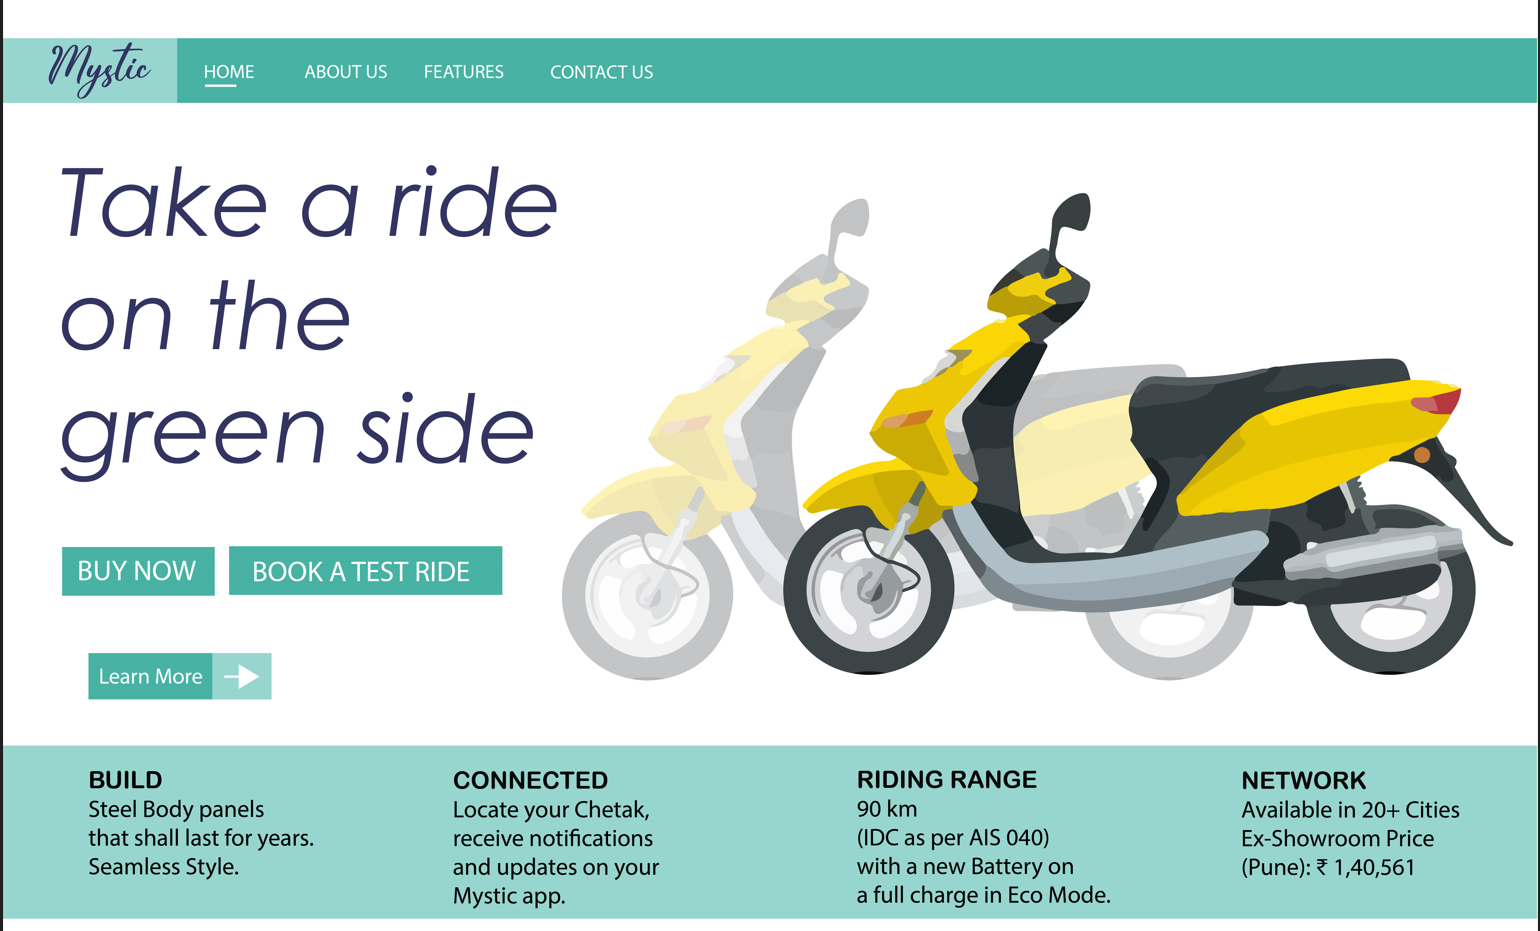 Mystic
HOME
ABOUT US
FEATURES
CONTACT US
Take a ride
on the
green side
BUY NOW
BOOK A TEST RIDE
Learn More
BUILD
Steel Body panels
that shall last for years.
Seamless Style.
CONNECTED
Locate your Chetak,
receive notifications
and updates on your
Mystic app.
RIDING RANGE
90 km
(IDC as per AIS 040)
with a new Battery on
a full charge in Eco Mode.
NETWORK
Available in 20+ Cities
Ex-Showroom Price
(Pune): ₹ 1,40,561